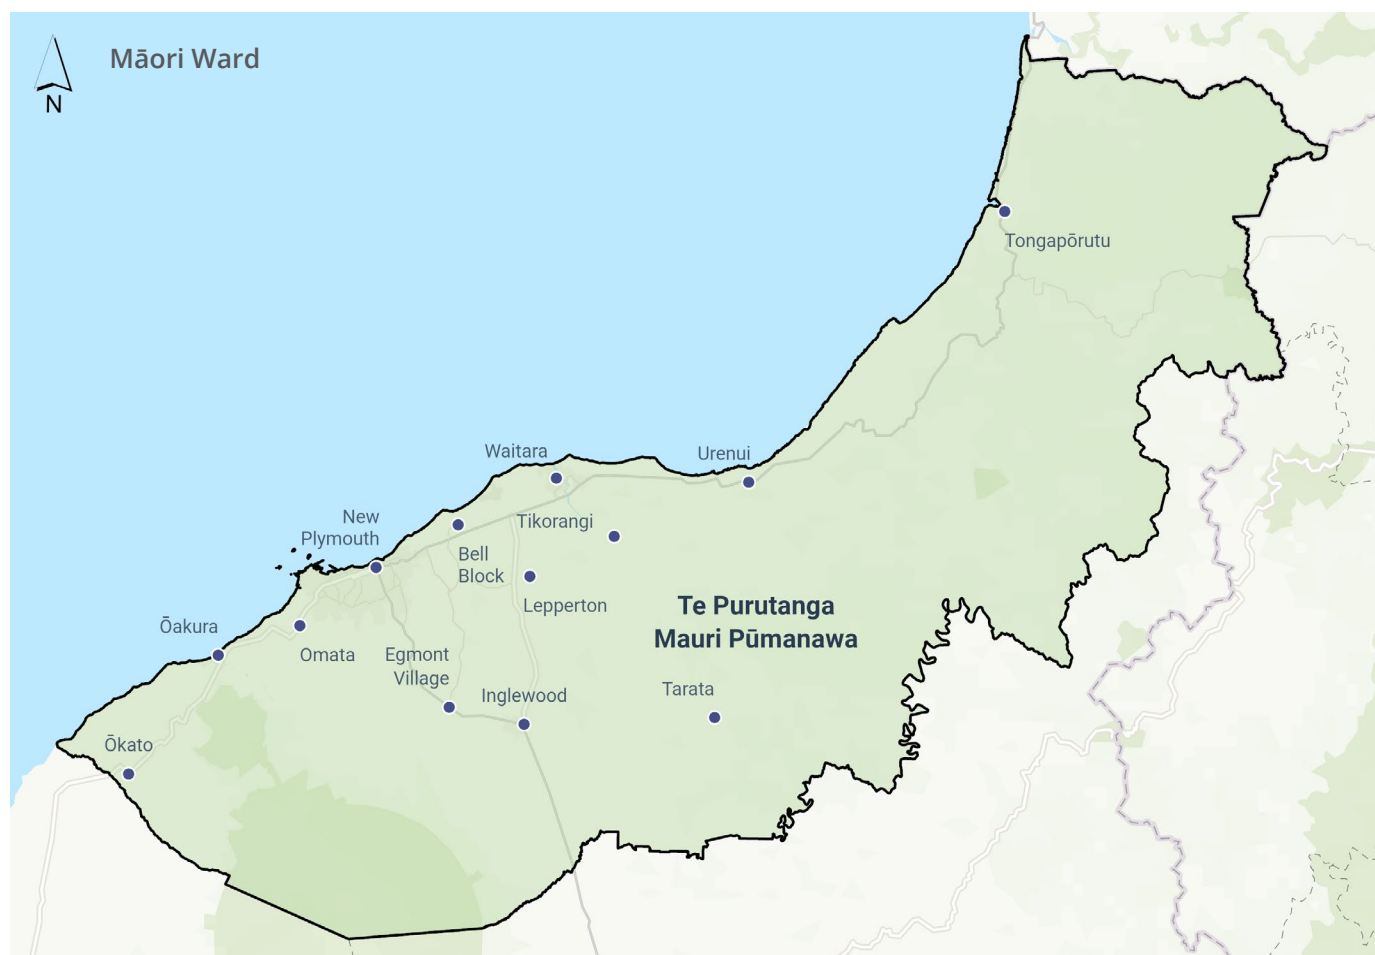 Māori Ward
N
Tongapōrutu
Waitara
Urenui
New
Plymouth
Tikorangi
Bell
Block
Lepperton
Te Purutanga
Mauri Pūmanawa
Ōakura
Omata
Egmont
Village
Inglewood
Tarata
Ōkato